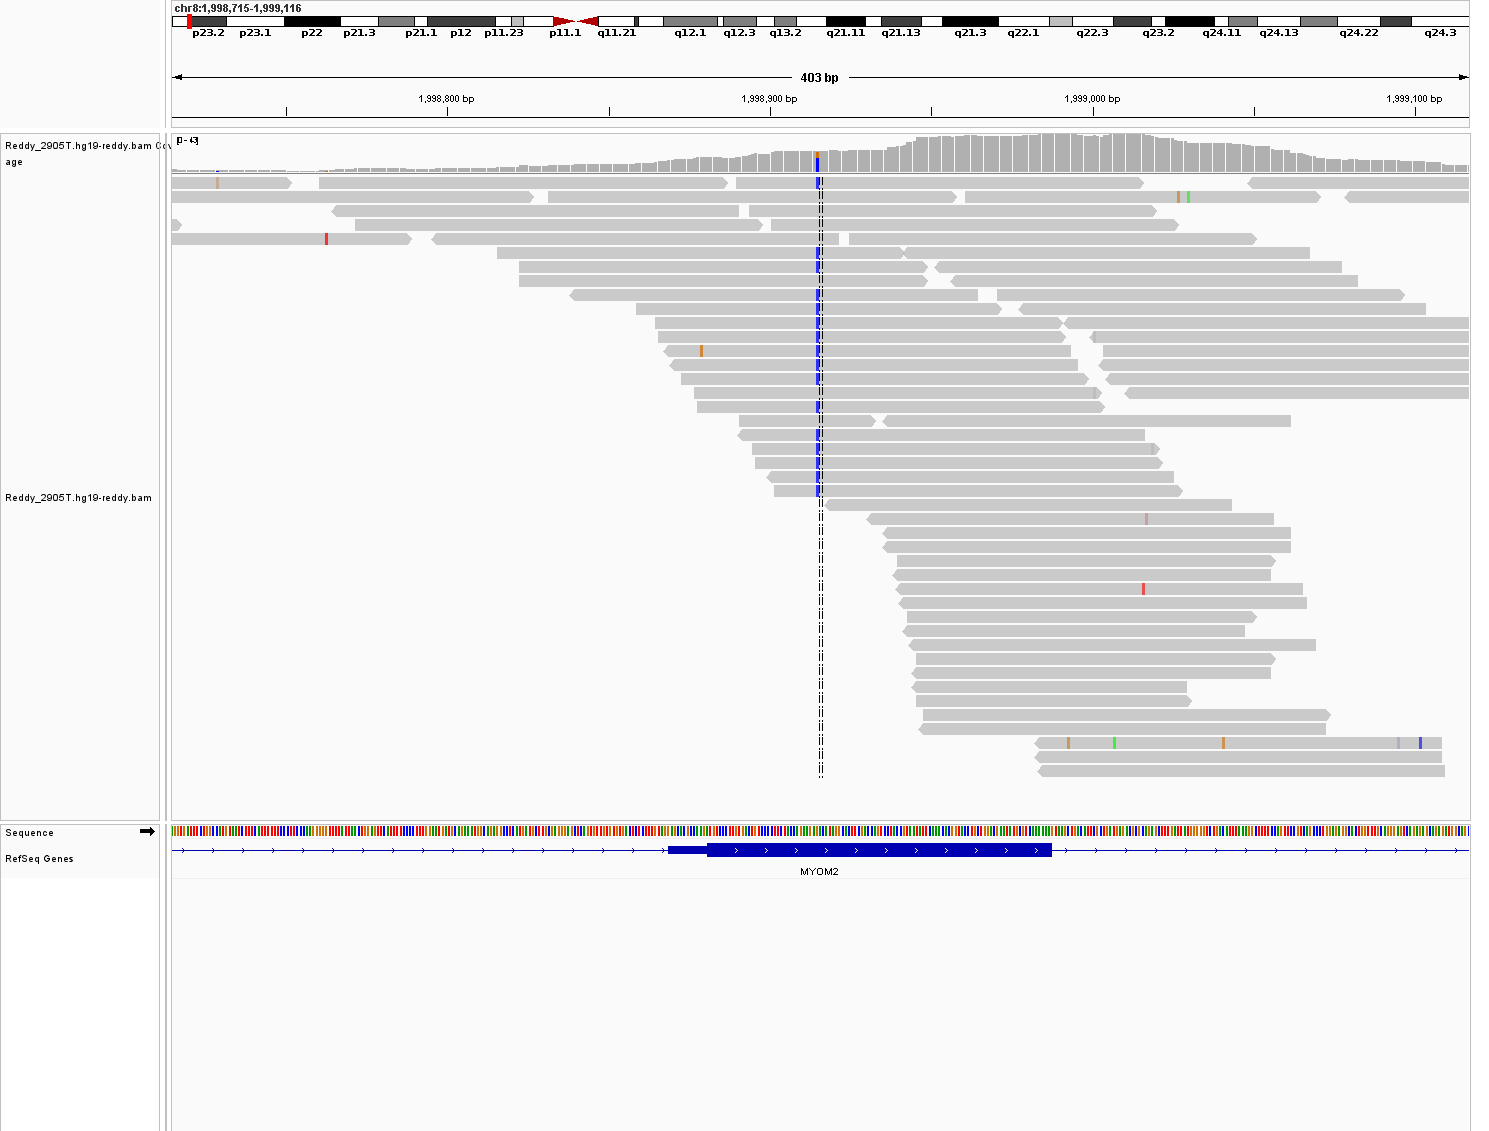 chr8:1,998,715-1,999,116
p23.2 p23.1 p22 p21.3 p21.1 p12 p11.23 p11.1 q11.21 q12.1 q12.3 q13.2 q21.11 q21.13 q21.3 q22.1 q22.3 q23.2 q24.11 q24.13 q24.22 q24.3
403 bp
1,998,800 bp 1,998,900 bp 1,999,000 bp 1,999,100 bp
Reddy_2905T.hg19-reddy.bam Cov
age
[0 - 43]
Reddy_2905T.hg19-reddy.bam
Sequence
RefSeq Genes
MYOM2